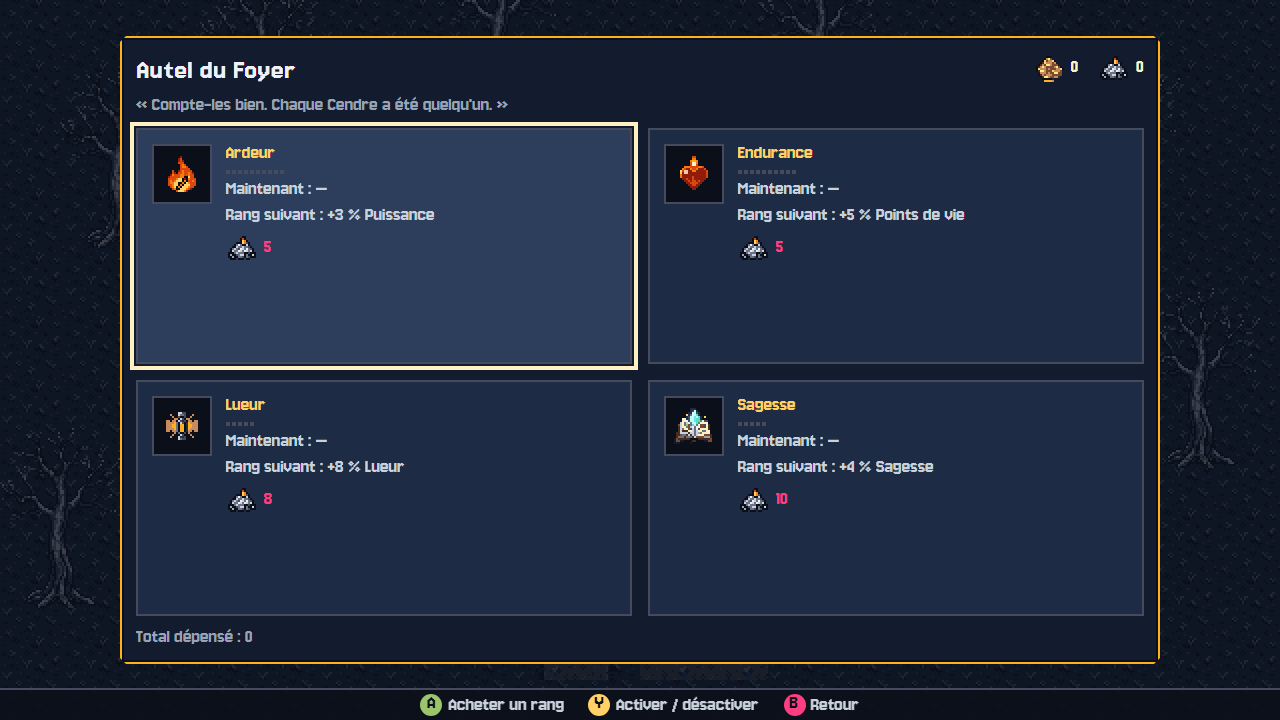 Autel du Foyer
0 0
« Compte-les bien. Chaque Cendre a été quelqu'un. »
Ardeur
Maintenant : —
Rang suivant : +3 % Puissance
5
Endurance
Maintenant : —
Rang suivant : +5 % Points de vie
5
Lueur
Maintenant : —
Rang suivant : +8 % Lueur
8
Sagesse
Maintenant : —
Rang suivant : +4 % Sagesse
10
Total dépensé : 0
A Acheter un rang Y Activer / désactiver B Retour